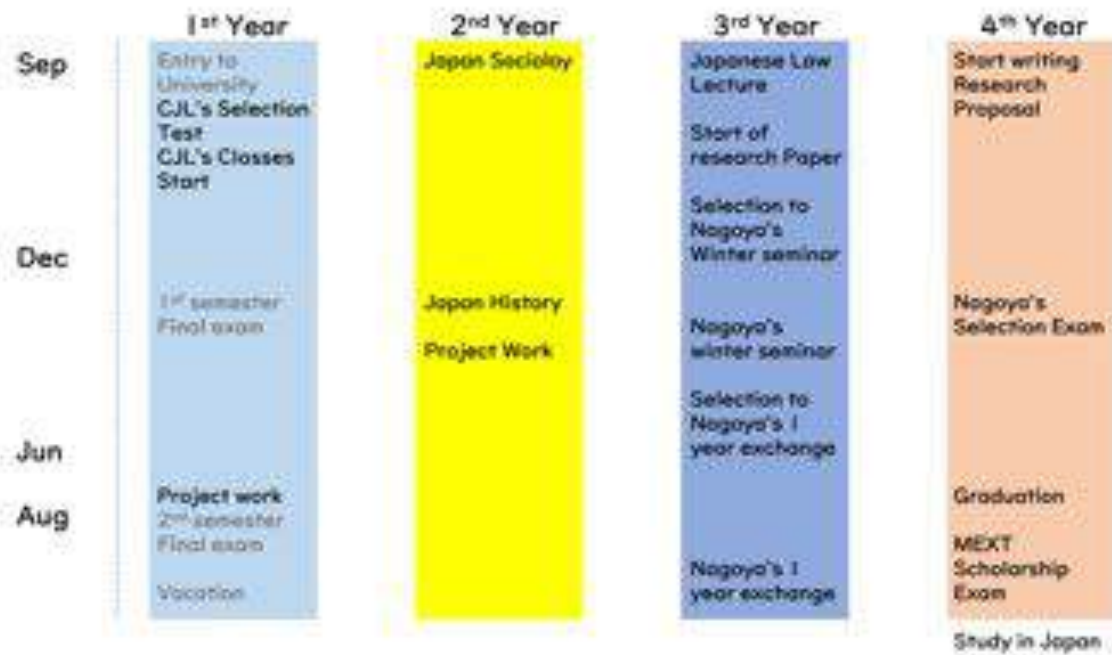 1st Year
2nd Year
3rd Year
4th Year
Sep
Dec
Jun
Aug
Entry to
University
CJL's Selection
Test
CJL's Classes
Start
1st semester
Final exam
Project work
2nd semester
Final exam
Vacation
Japan Socioloy
Japan History
Project Work
Japanese Law
Lecture
Start of
research Paper
Selection to
Nagoya's
Winter seminar
Nagoya's
winter seminar
Selection to
Nagoya's 1
year exchange
Nagoya's 1
year exchange
Start writing
Research
Proposal
Nagoya's
Selection Exam
Graduation
MEXT
Scholarship
Exam
Study in Japan